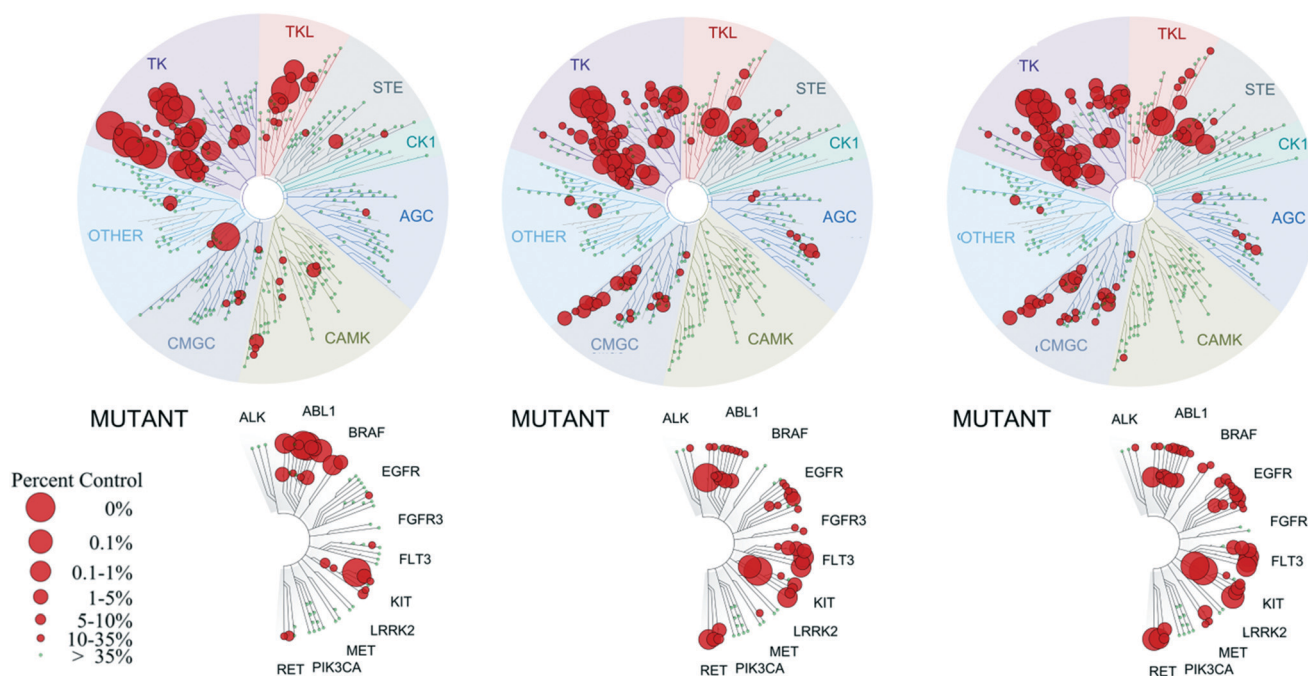 TKL
TK
STE
CK1
AGC
OTHER
CMGC
CAMK
TKL
TK
STE
CK1
AGC
OTHER
CMGC
CAMK
TKL
TK
STE
CK1
AGC
OTHER
CMGC
CAMK
MUTANT
ALK
ABL1
BRAF
EGFR
FGFR3
FLT3
KIT
LRRK2
MET
PIK3CA
RET
MUTANT
ALK
ABL1
BRAF
EGFR
FGFR3
FLT3
KIT
LRRK2
MET
PIK3CA
RET
MUTANT
ALK
ABL1
BRAF
EGFR
FGFR
FLT3
KIT
LRRK2
MET
PIK3CA
RET
Percent Control
0%
0.1%
0.1-1%
1-5%
5-10%
10-35%
> 35%